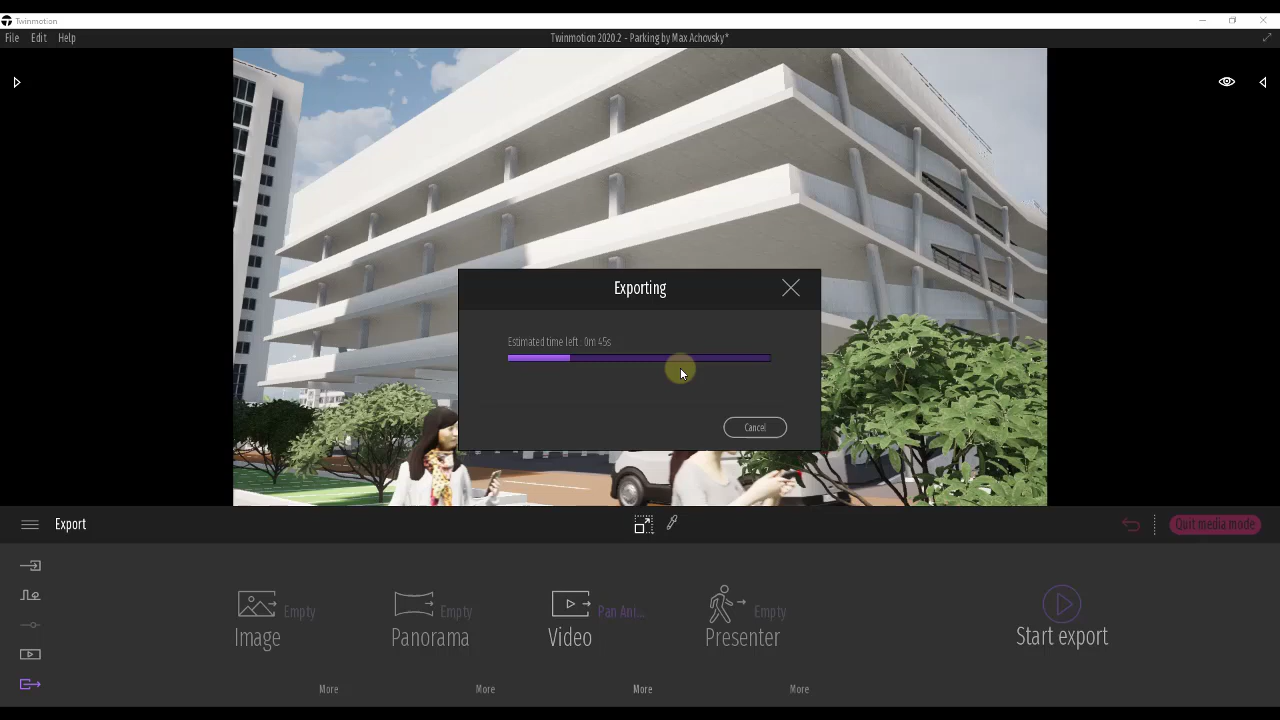 Twinmotion
File Edit Help
Twinmotion 2020.2 - Parking by Max Achovsky*
Exporting
Estimated time left : 0m 45s
Cancel
Export
Quit media mode
Empty
Image
More
Empty
Panorama
More
Pan Ani...
Video
More
Empty
Presenter
More
Start export